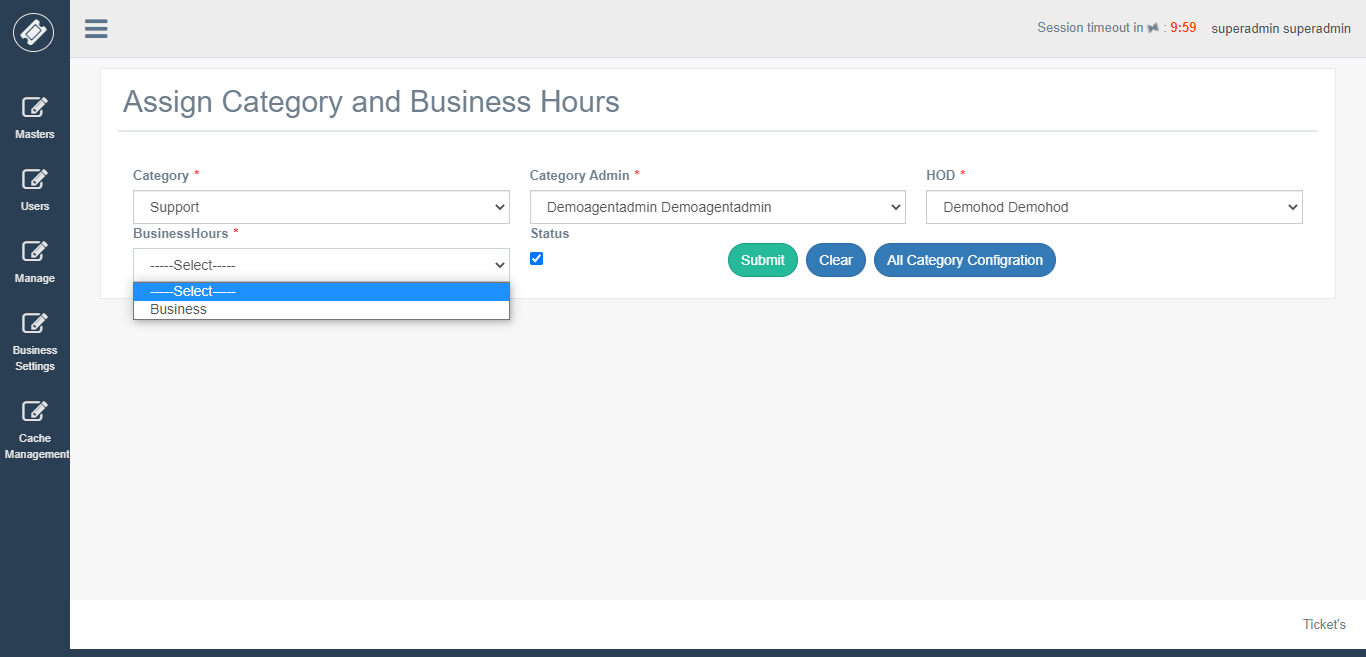 Session timeout in : 9:59 superadmin superadmin
Masters
Users
Manage
Business
Settings
Cache
Management
Assign Category and Business Hours
Category * Category Admin * HOD *
Support Demoagentadmin Demoagentadmin Demohod Demohod
BusinessHours * Status
-----Select----- Submit Clear All Category Configration
-----Select-----
Business
Ticket's